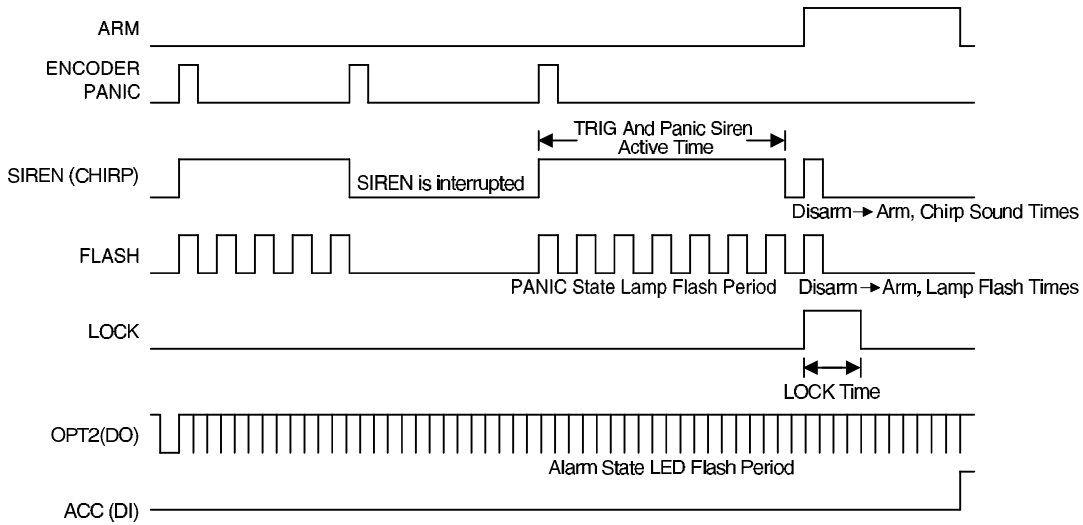 ARM
ENCODER
PANIC
TRIG And Panic Siren
Active Time
SIREN (CHIRP)
SIREN is interrupted
Disarm→Arm, Chirp Sound Times
FLASH
PANIC State Lamp Flash Period
Disarm→Arm, Lamp Flash Times
LOCK
LOCK Time
OPT2(DO)
Alarm State LED Flash Period
ACC (DI)